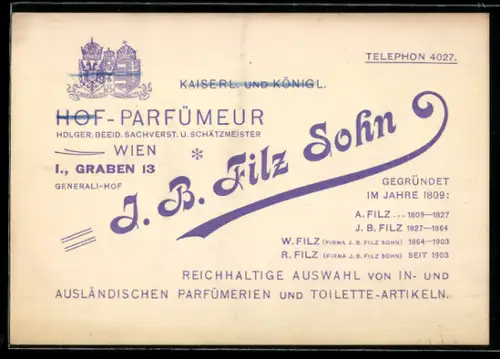 TELEPHON 4027.
KAISERL. UND KÖNIGL.
HOF-PARFÜMEUR
HDLGER. BEEID. SACHVERST. U. SCHÄTZMEISTER
WIEN
I., GRABEN 13
GENERALI-HOF
J. B. Filz Sohn
GEGRÜNDET
IM JAHRE 1809:
A. FILZ ... 1809—1827
J. B. FILZ 1827—1864
W. FILZ (FIRMA J. B. FILZ SOHN) 1864—1903
R. FILZ (FIRMA J. B. FILZ SOHN) SEIT 1903
REICHHALTIGE AUSWAHL VON IN- UND
AUSLÄNDISCHEN PARFÜMERIEN UND TOILETTE-ARTIKELN.